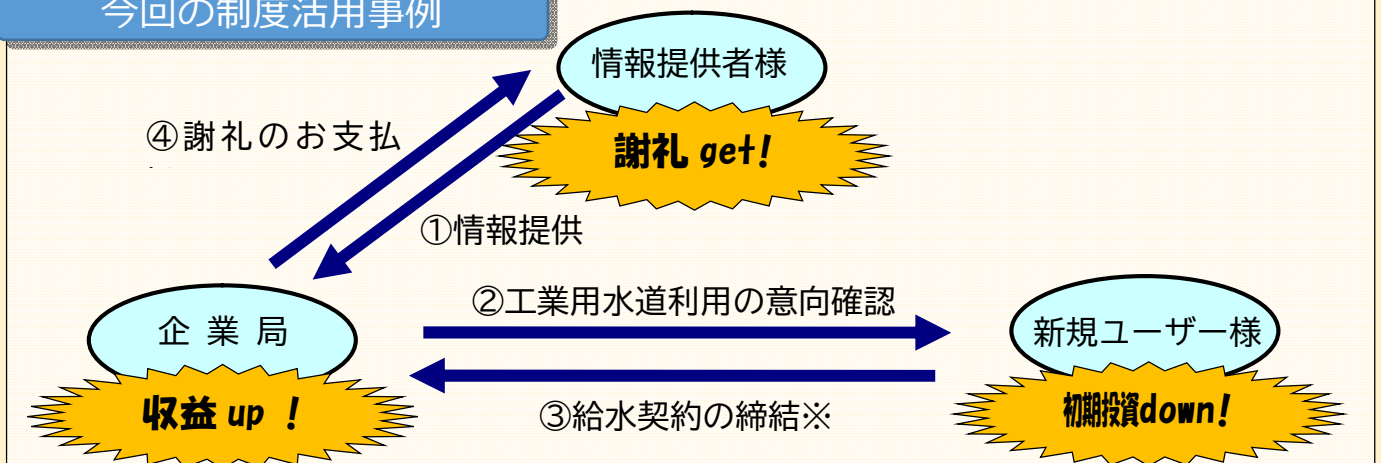 今回の制度活用事例
情報提供者様
謝礼 get!
④謝礼のお支払
①情報提供
②工業用水道利用の意向確認
企業局
収益 up !
新規ユーザー様
初期投資down!
③給水契約の締結※